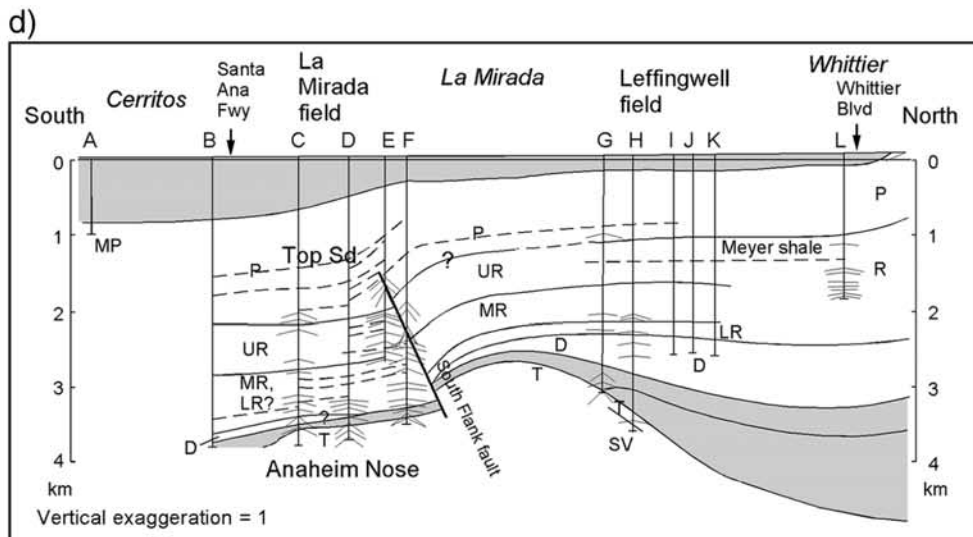 d)
South
Cerritos
Santa
Ana
Fwy
La
Mirada
field
La Mirada
Leffingwell
field
Whittier
Whittier
Blvd
North
A B C D E F G H I J K L
0 0
P
MP
1 1
P
Top Sd.
?
UR
Meyer shale
R
2 2
MR
LR
UR
D
T
D
3 3
MR,
LR?
South Flank fault
?
T
D
T
SV
4 4
km km
Anaheim Nose
Vertical exaggeration = 1